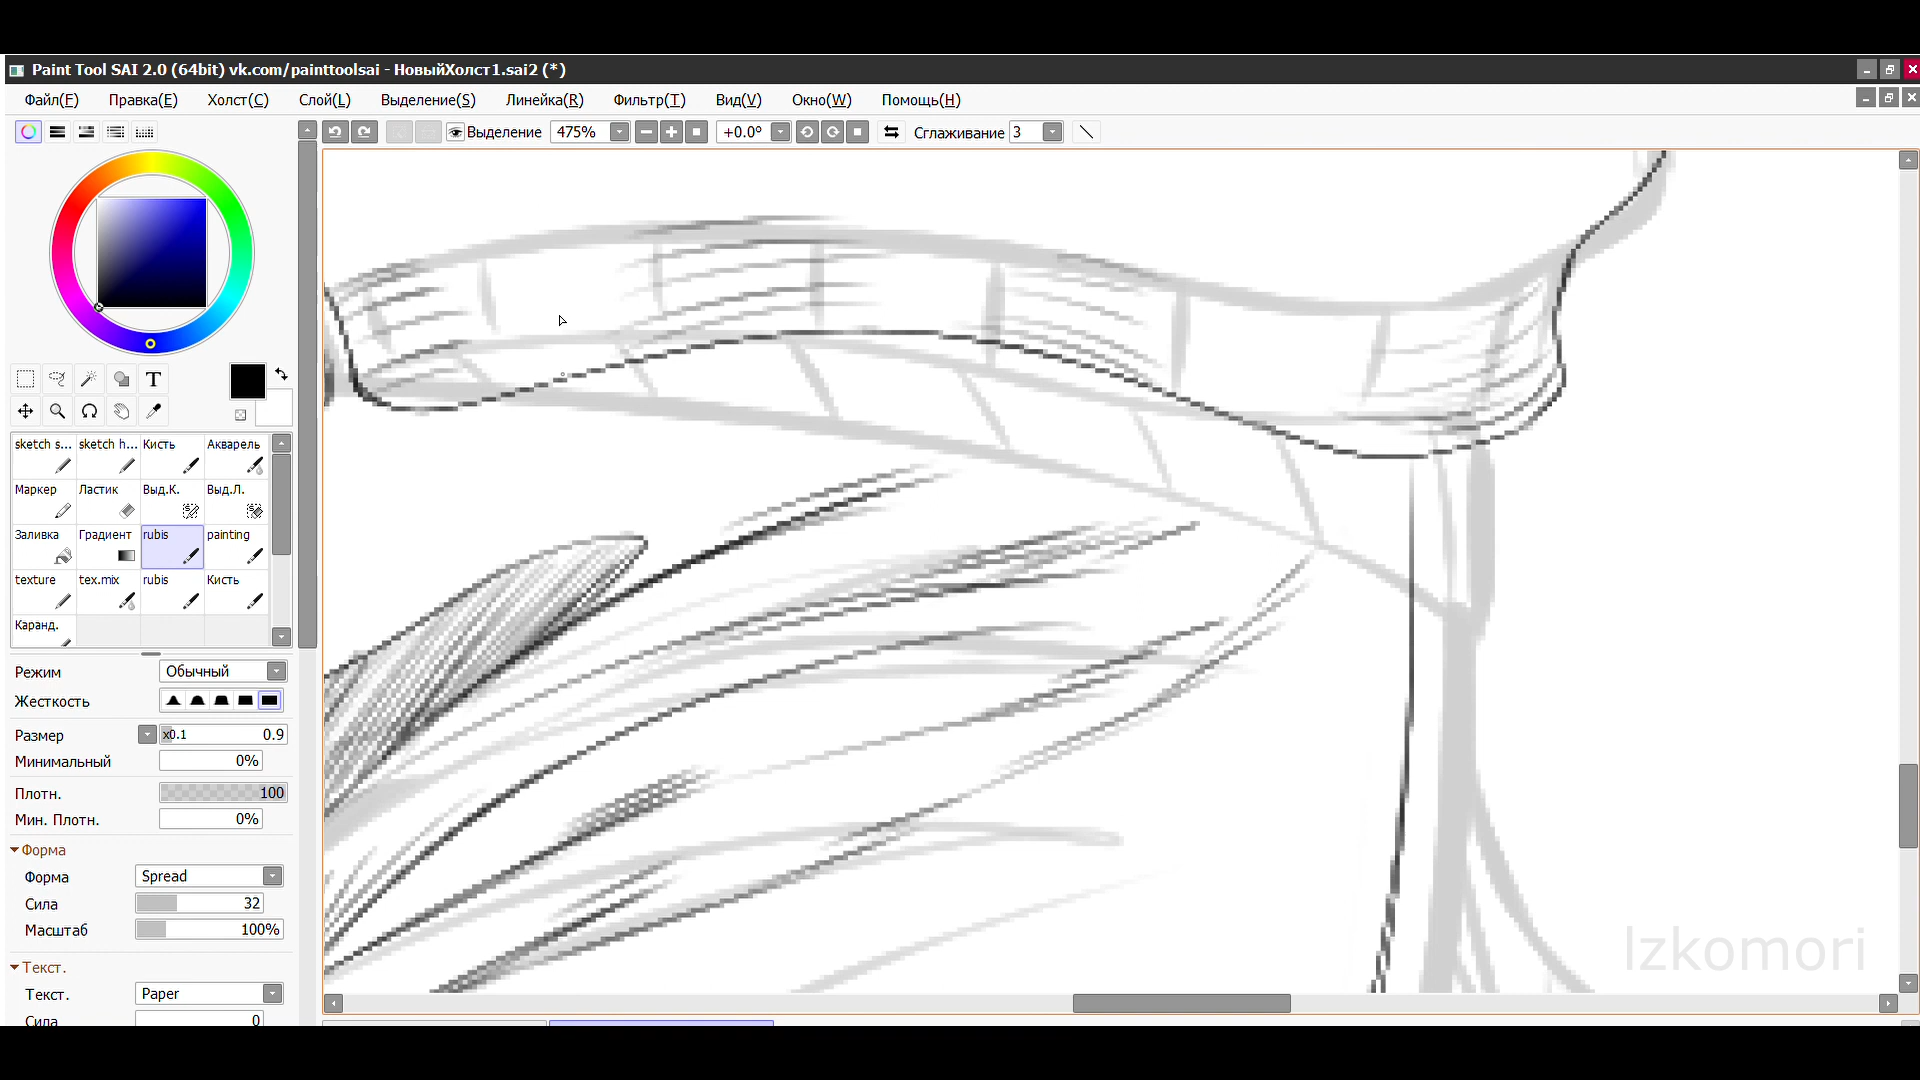 Paint Tool SAI 2.0 (64bit) vk.com/painttoolsai - НовыйХолст1.sai2 (*)
Файл(F) Правка(E) Холст(C) Слой(L) Выделение(S) Линейка(R) Фильтр(T) Вид(V) Окно(W) Помощь(H)
Выделение 475% +0.0º Сглаживание 3
T
sketch s... sketch h... Кисть Акварель
Маркер Ластик Выд.К. Выд.Л.
Заливка Градиент rubis painting
texture tex.mix rubis Кисть
Каранд.
Режим Обычный
Жесткость
Размер x0.1 0.9
Минимальный 0%
Плотн. 100
Мин. Плотн. 0%
Форма
Форма Spread
Сила 32
Масштаб 100%
Текст.
Текст. Paper
Сила 0
Izkomori